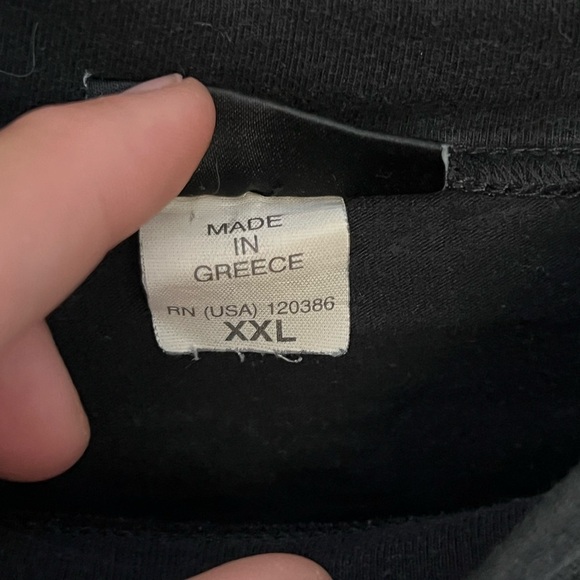 MADE
IN
GREECE
RN (USA) 120386
XXL